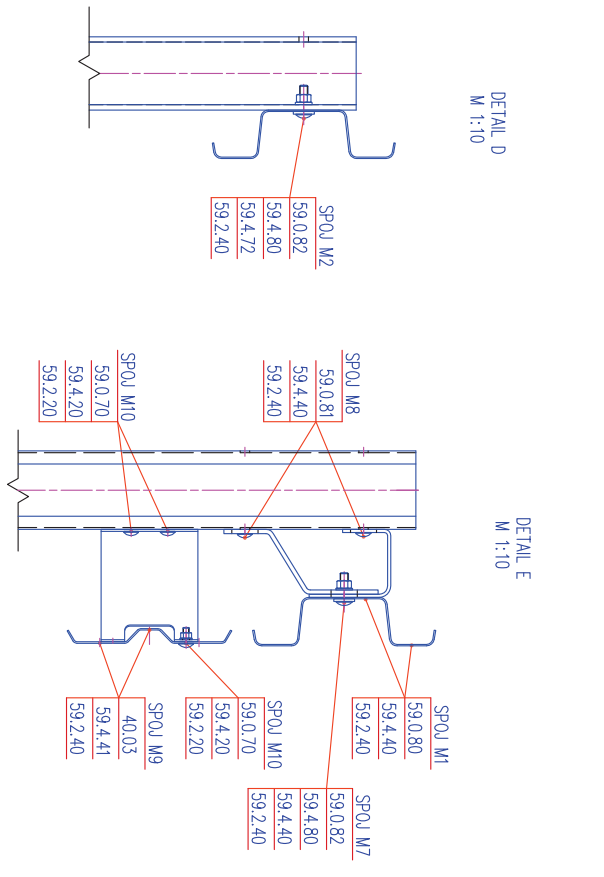 DETAIL D
M 1:10
SPOJ M2
59.0.82
59.4.80
59.4.72
59.2.40
DETAIL E
M 1:10
SPOJ M8
59.0.81
59.4.40
59.2.40
SPOJ M10
59.0.70
59.4.20
59.2.20
SPOJ M1
59.0.80
59.4.40
59.2.40
SPOJ M10
59.0.70
59.4.20
59.2.20
SPOJ M9
40.03
59.4.41
59.2.40
SPOJ M7
59.0.82
59.4.80
59.4.40
59.2.40